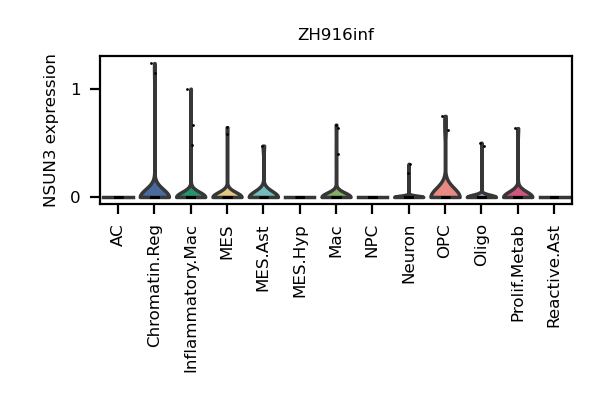 ZH916inf
NSUN3 expression
1
0
AC
Chromatin.Reg
Inflammatory.Mac
MES
MES.Ast
MES.Hyp
Mac
NPC
Neuron
OPC
Oligo
Prolif.Metab
Reactive.Ast